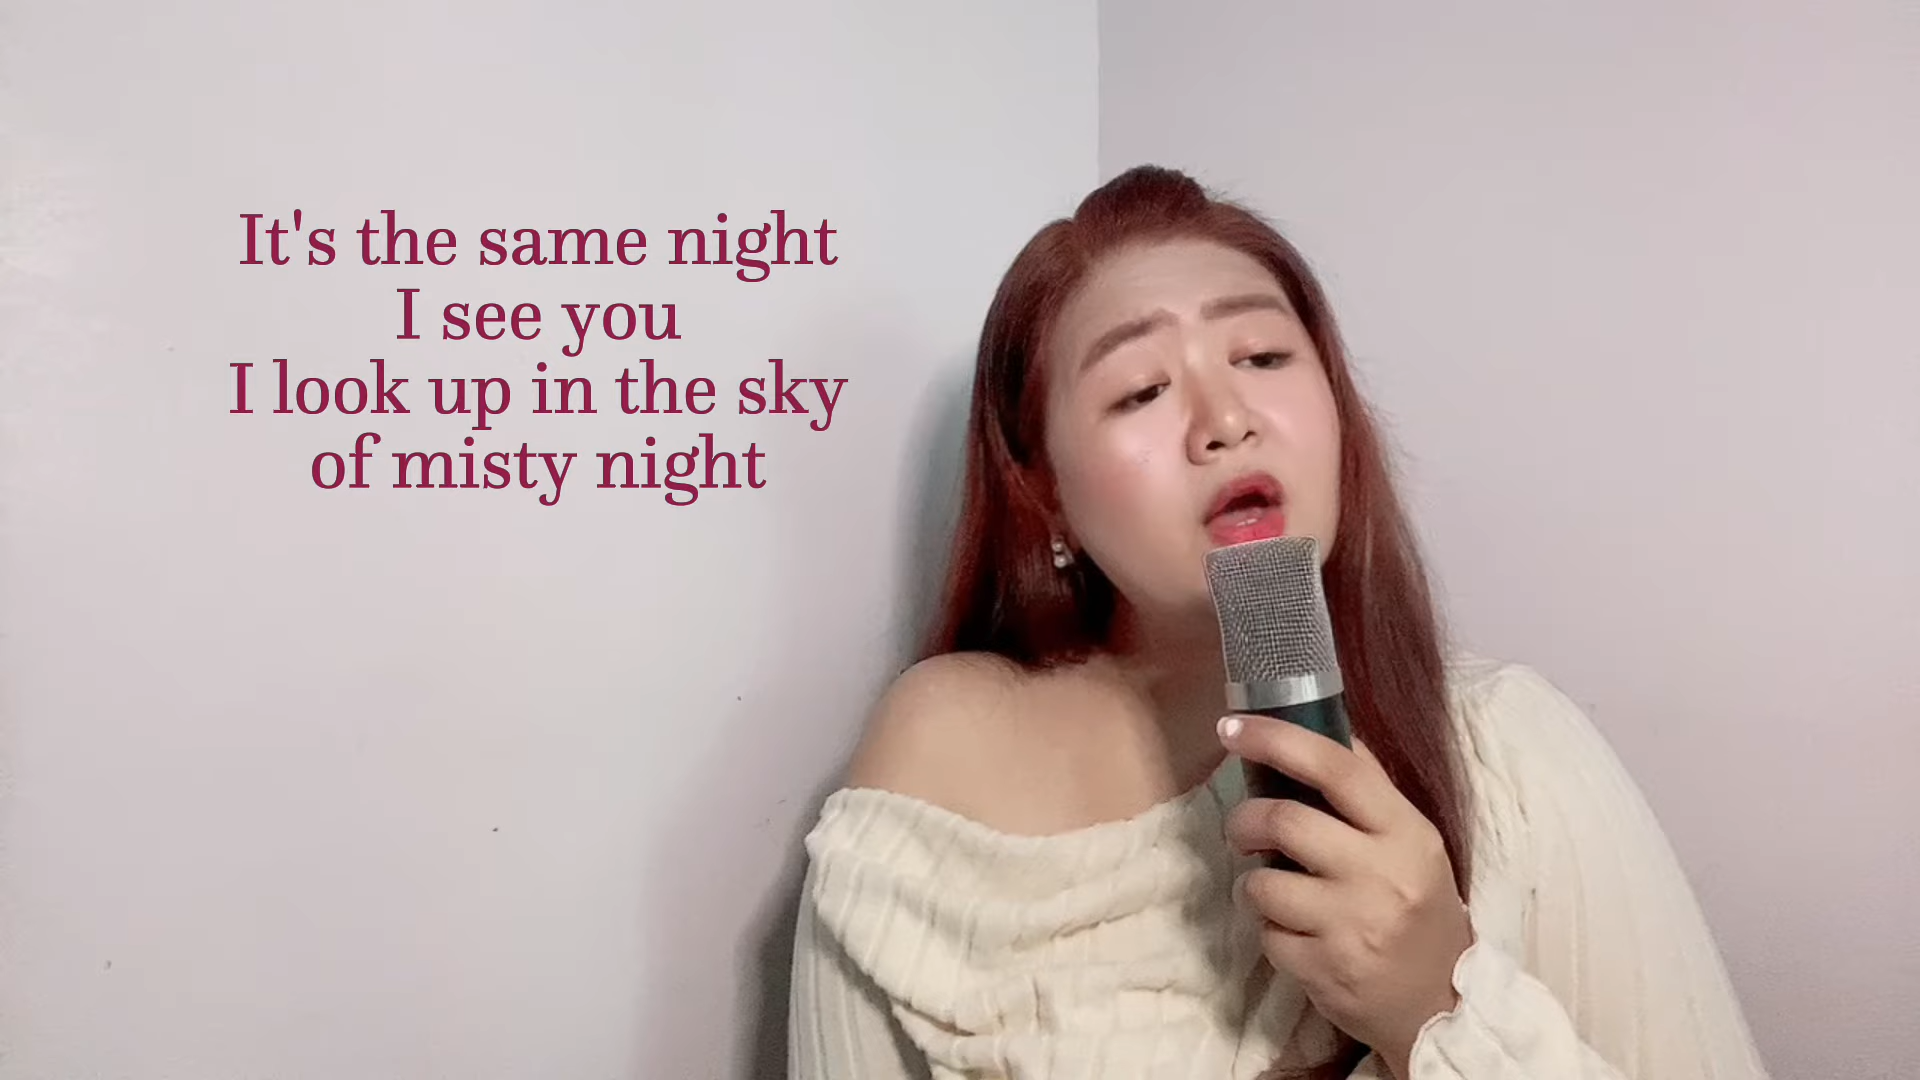 It's the same night
I see you
I look up in the sky
of misty night